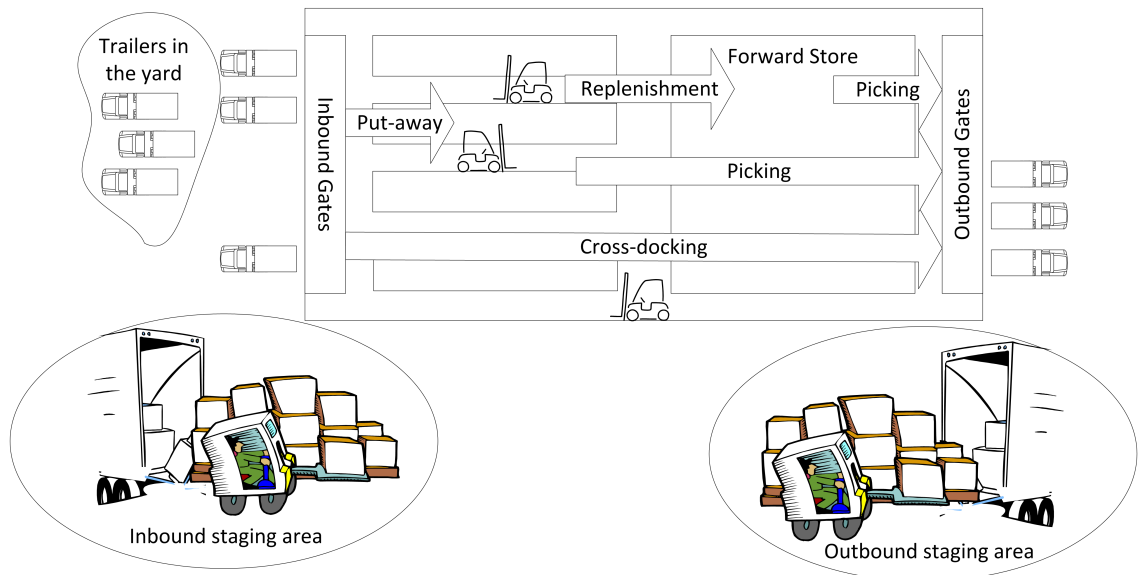 Trailers in
the yard
Inbound Gates
Put-away
Replenishment
Forward Store
Picking
Picking
Cross-docking
Outbound Gates
Inbound staging area
Outbound staging area